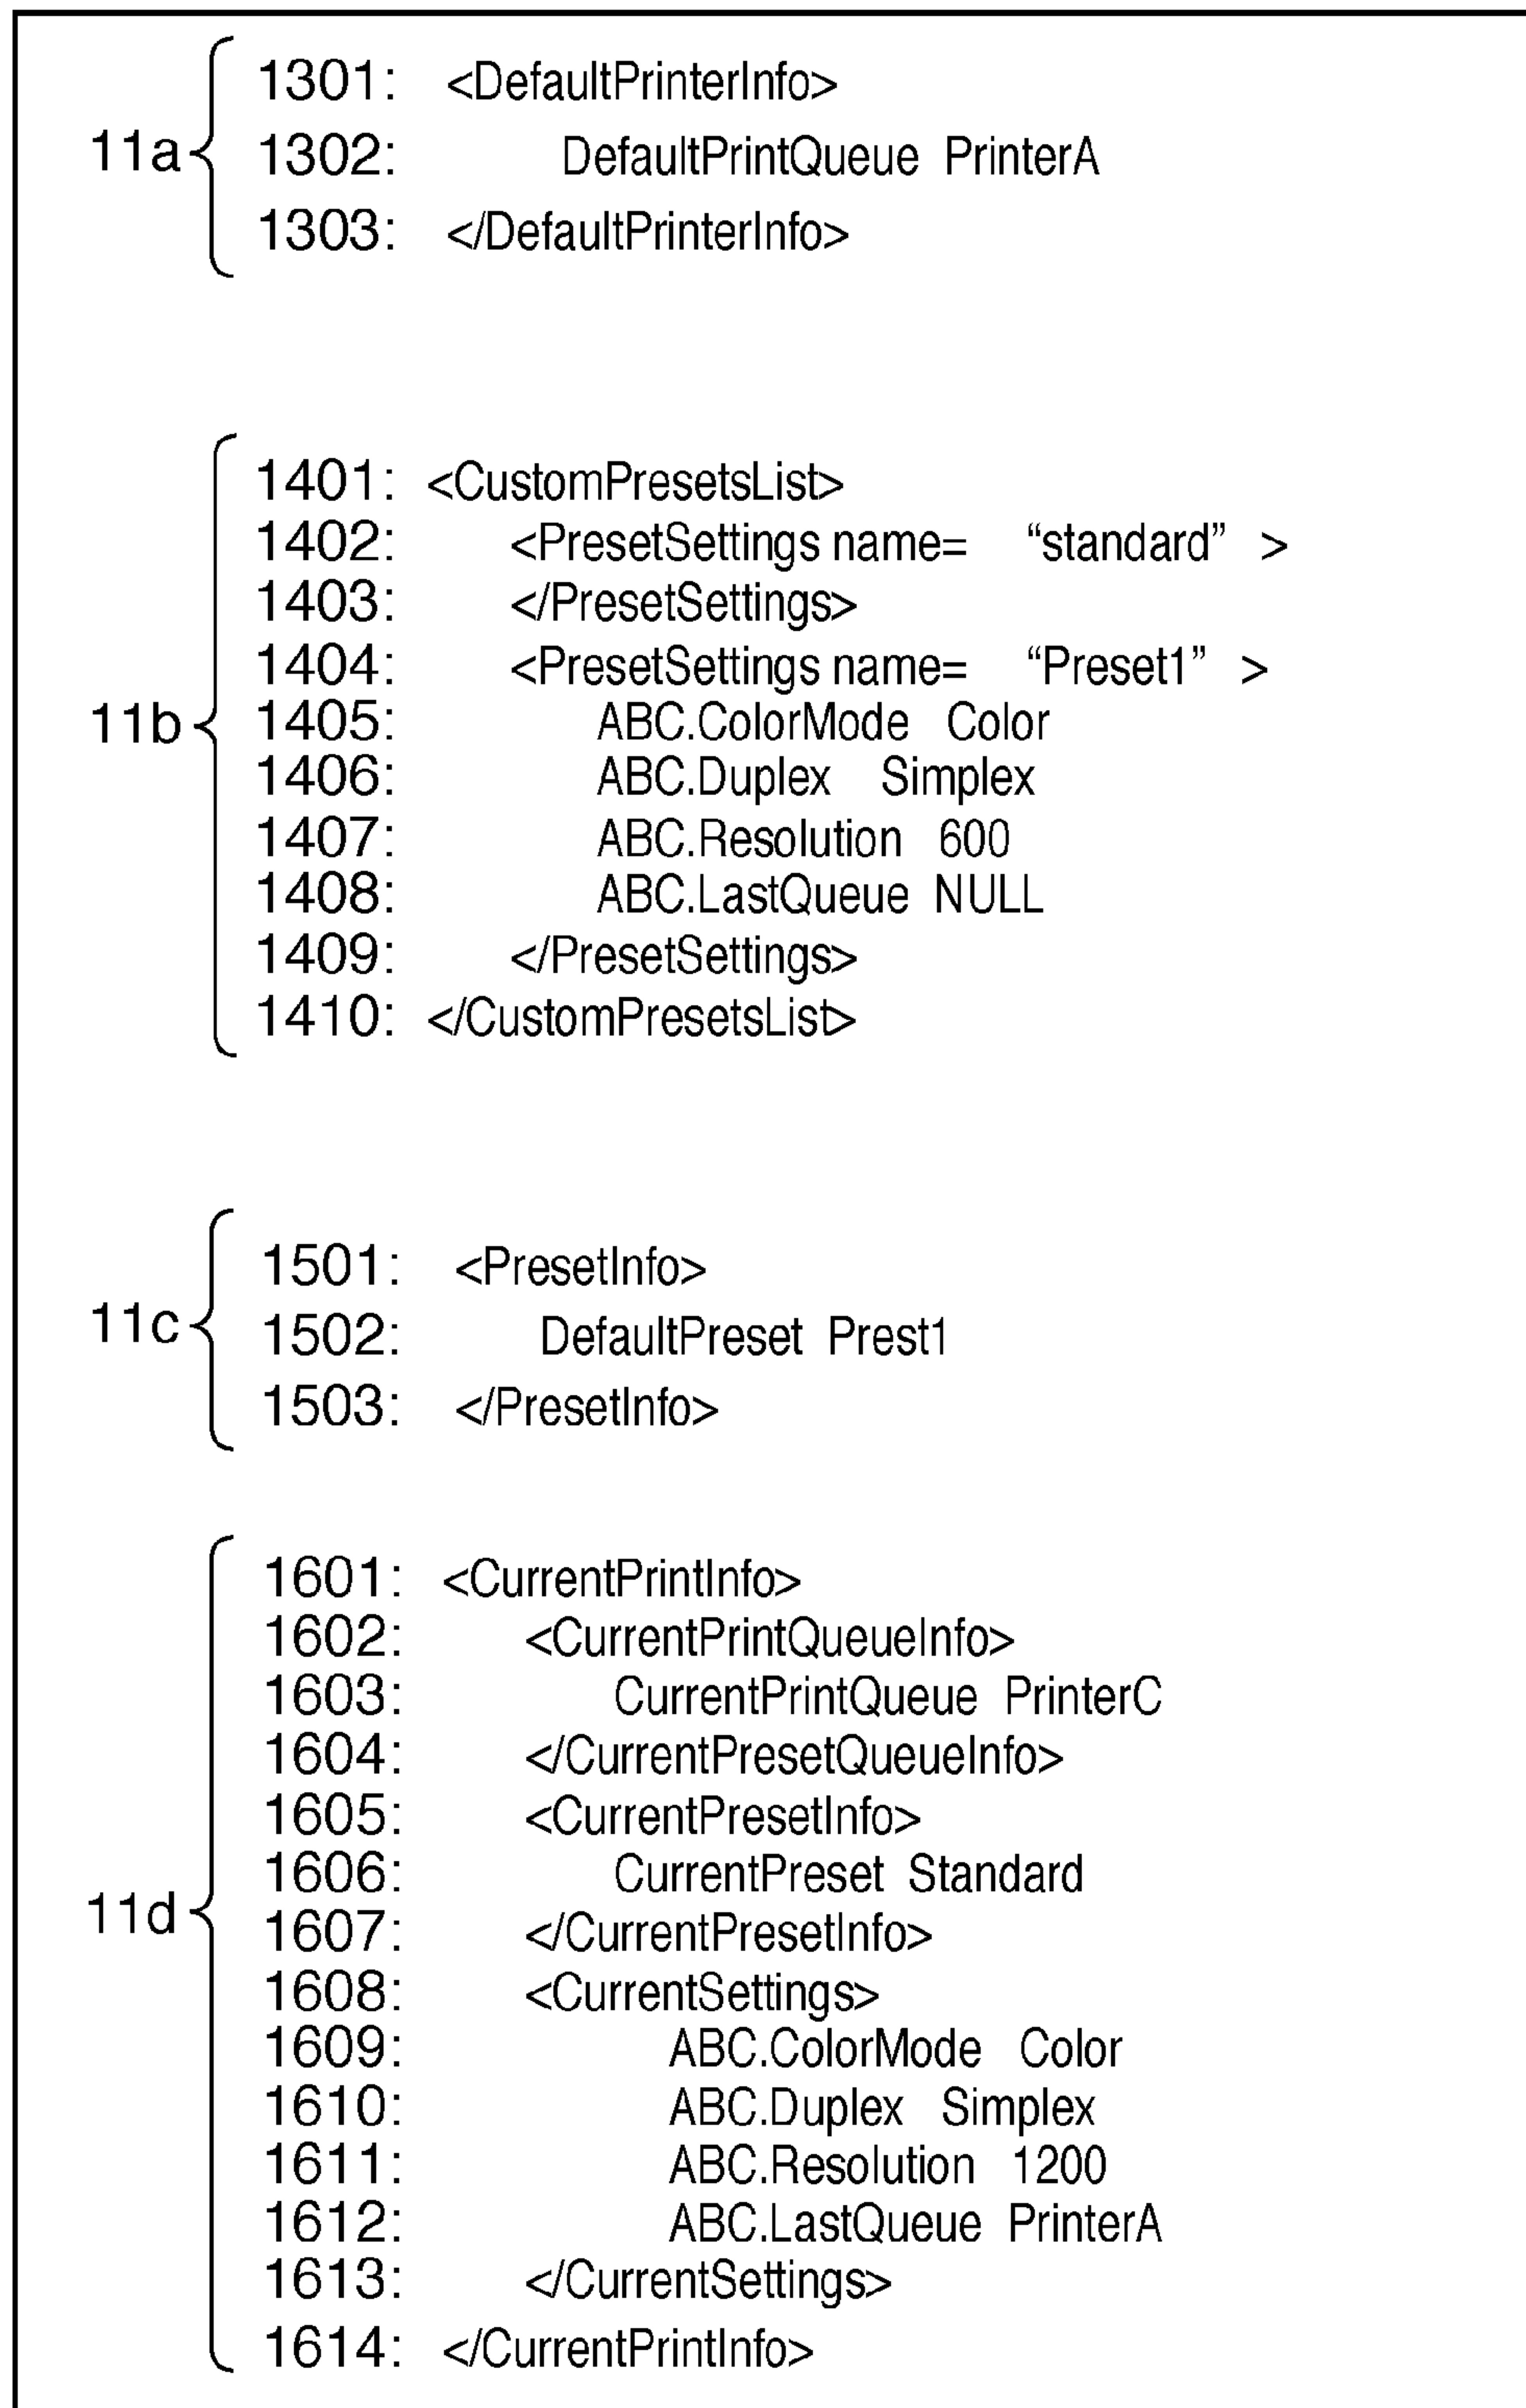 11a
1301: <DefaultPrinterInfo>
1302: DefaultPrintQueue PrinterA
1303: </DefaultPrinterInfo>
11b
1401: <CustomPresetsList>
1402: <PresetSettings name= “standard” >
1403: </PresetSettings>
1404: <PresetSettings name= “Preset1” >
1405: ABC.ColorMode Color
1406: ABC.Duplex Simplex
1407: ABC.Resolution 600
1408: ABC.LastQueue NULL
1409: </PresetSettings>
1410: </CustomPresetsList>
11c
1501: <PresetInfo>
1502: DefaultPreset Prest1
1503: </PresetInfo>
11d
1601: <CurrentPrintInfo>
1602: <CurrentPrintQueueInfo>
1603: CurrentPrintQueue PrinterC
1604: </CurrentPresetQueueInfo>
1605: <CurrentPresetInfo>
1606: CurrentPreset Standard
1607: </CurrentPresetInfo>
1608: <CurrentSettings>
1609: ABC.ColorMode Color
1610: ABC.Duplex Simplex
1611: ABC.Resolution 1200
1612: ABC.LastQueue PrinterA
1613: </CurrentSettings>
1614: </CurrentPrintInfo>